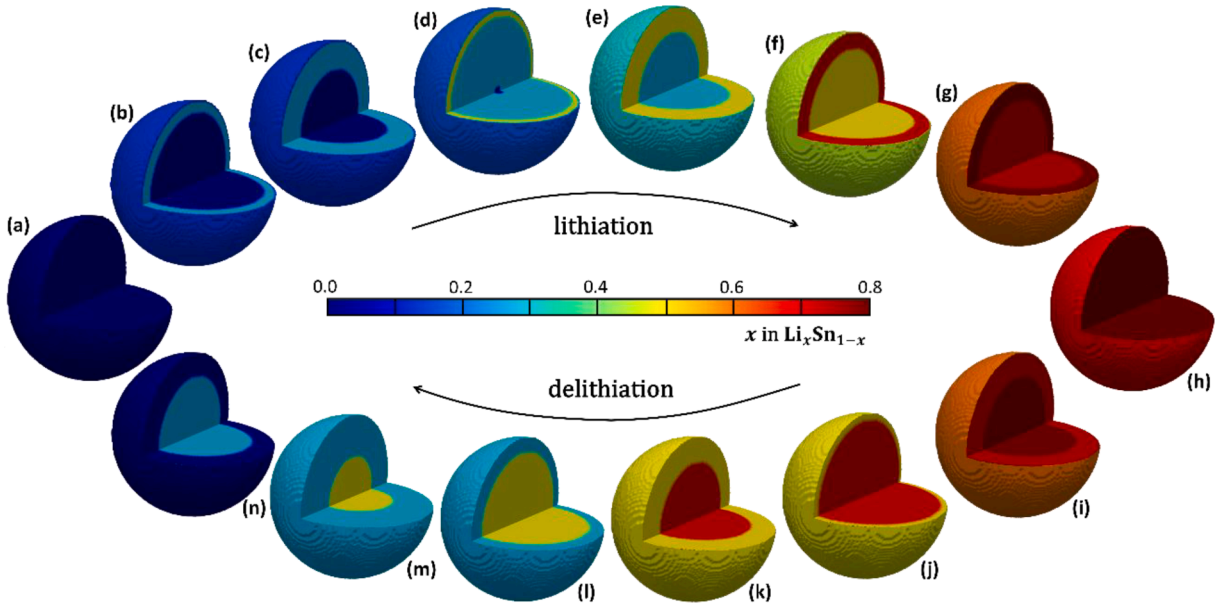 (d)
(e)
(c)
(f)
(b)
(g)
(a)
lithiation
0.0 0.2 0.4 0.6 0.8
x in LiₓSn₁₋ₓ
delithiation
(h)
(n)
(m)
(l)
(k)
(j)
(i)